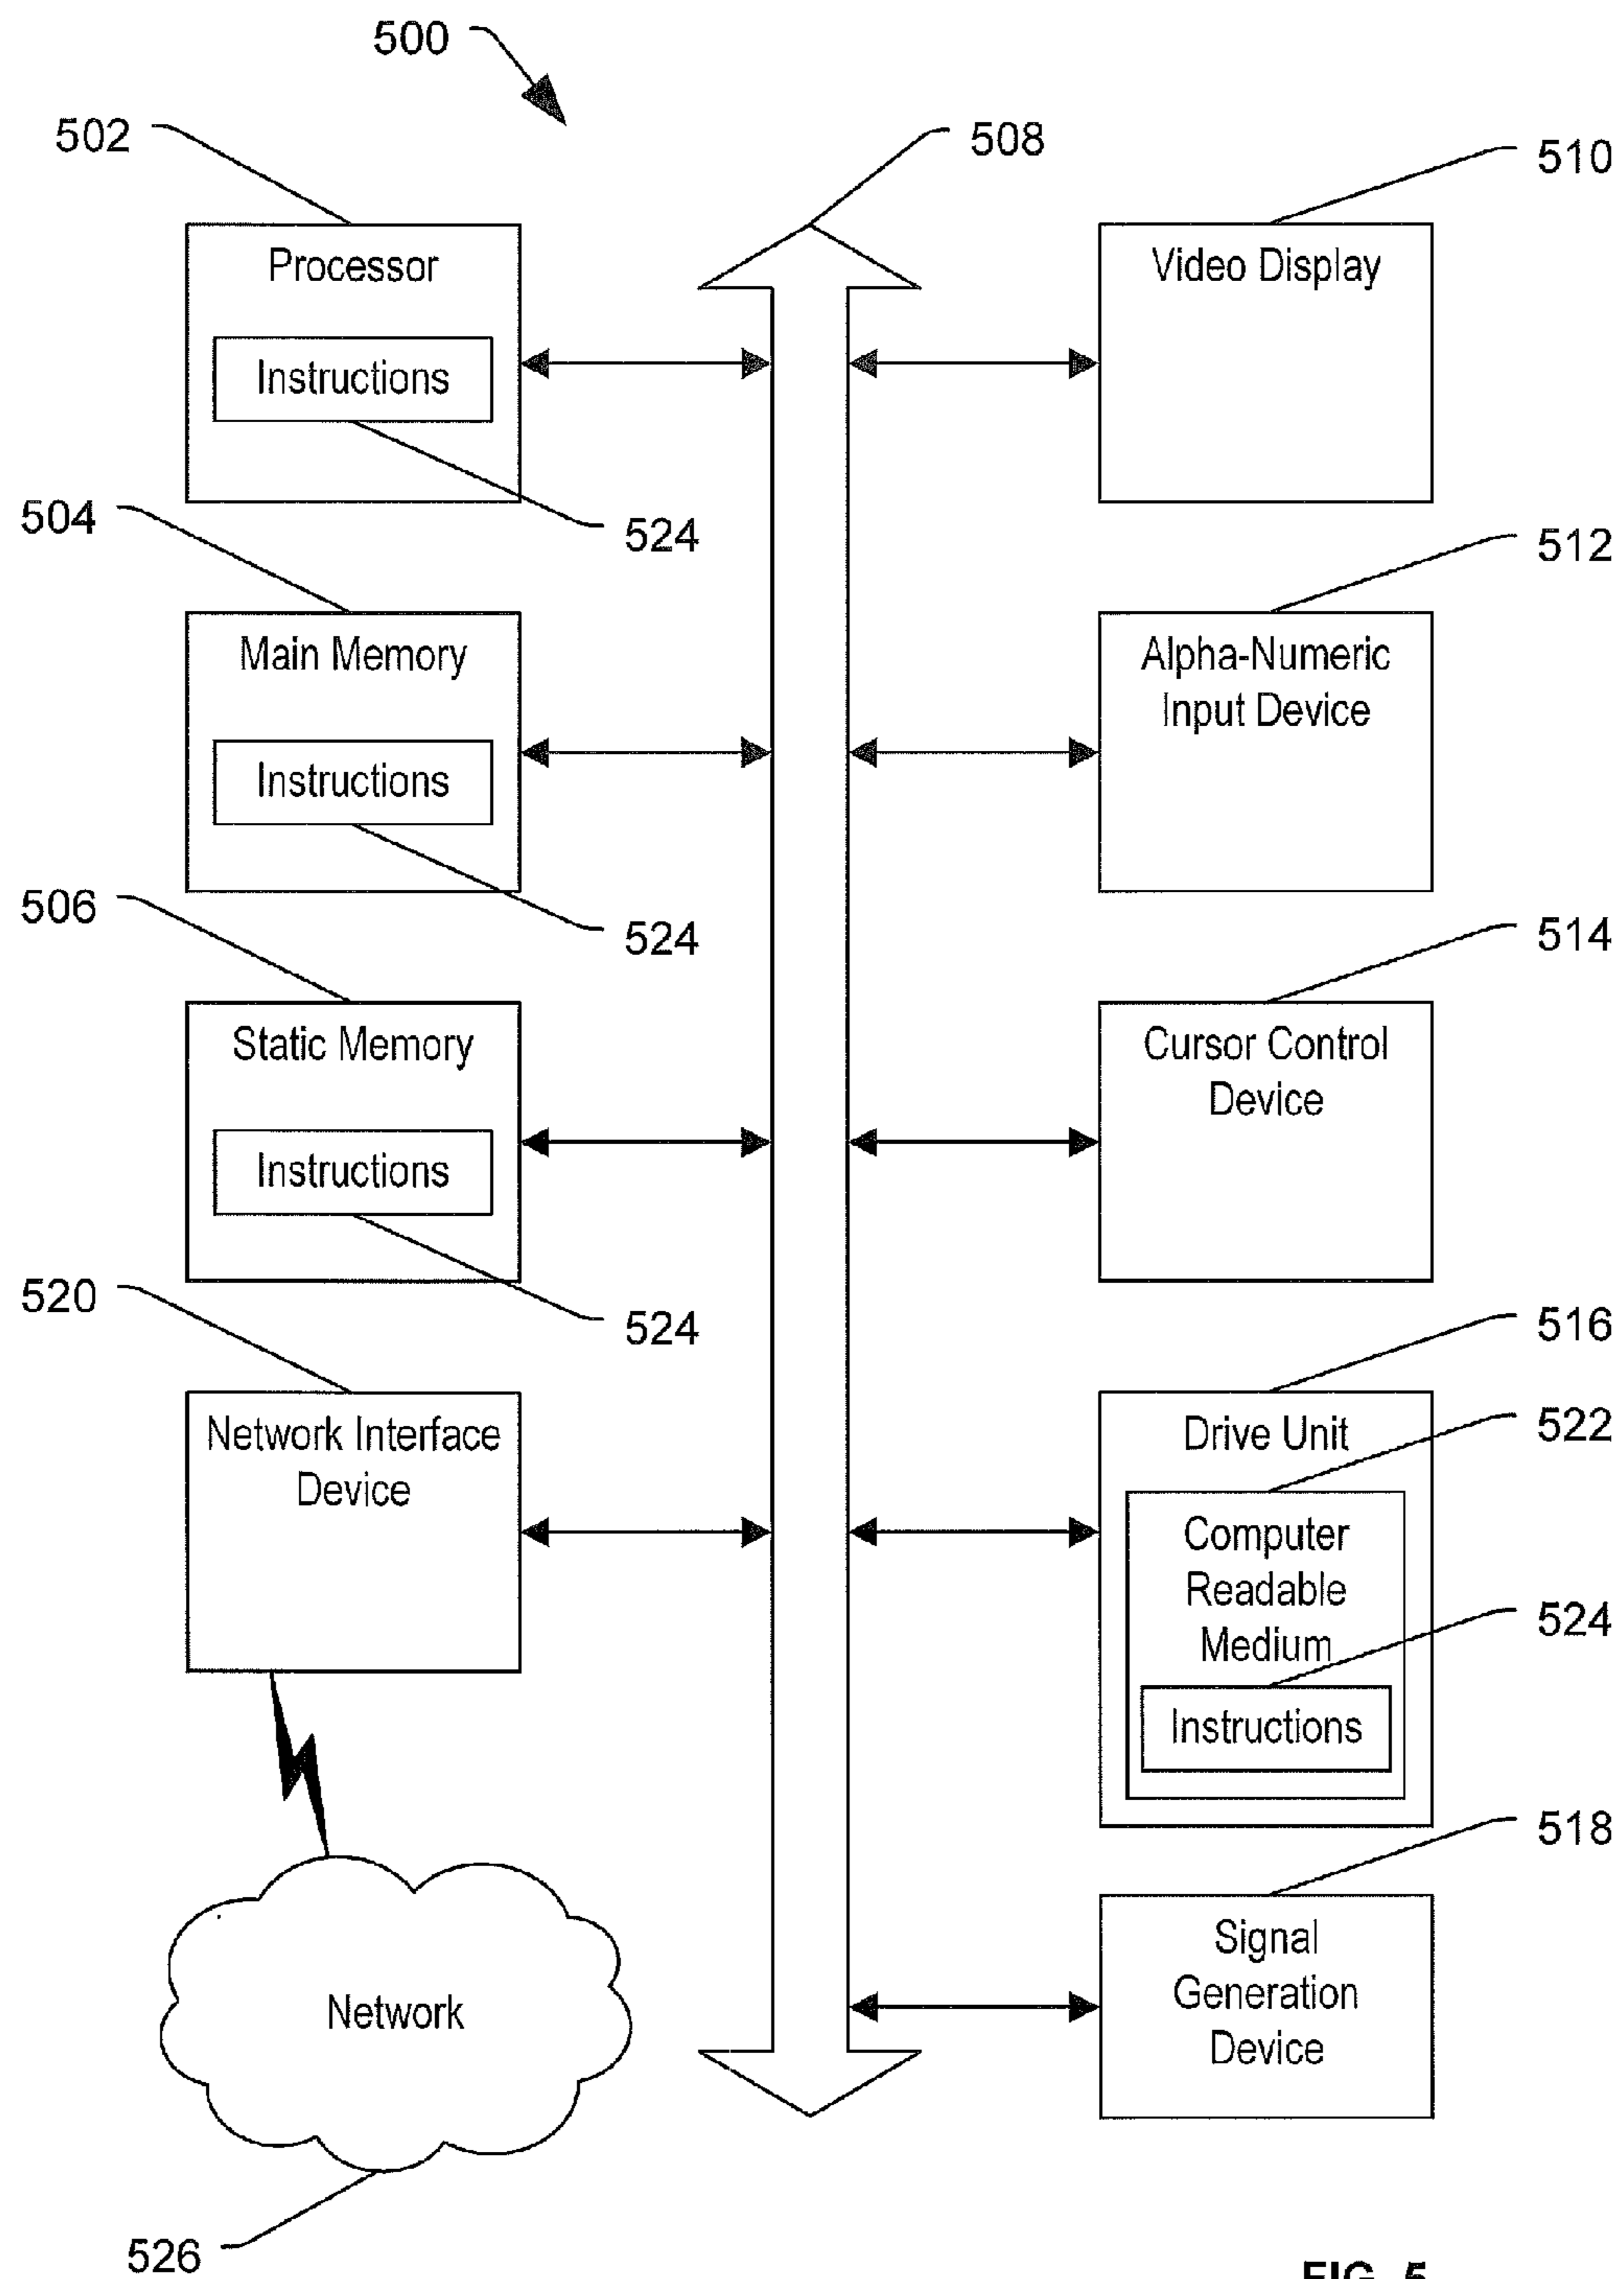 500
502
508
510
Processor
Instructions
524
Video Display
504
512
Main Memory
Instructions
524
Alpha-Numeric
Input Device
506
514
Static Memory
Instructions
524
Cursor Control
Device
520
516
Network Interface
Device
522
Drive Unit
Computer
Readable
Medium
524
Instructions
518
Signal
Generation
Device
Network
526
FIG. 5